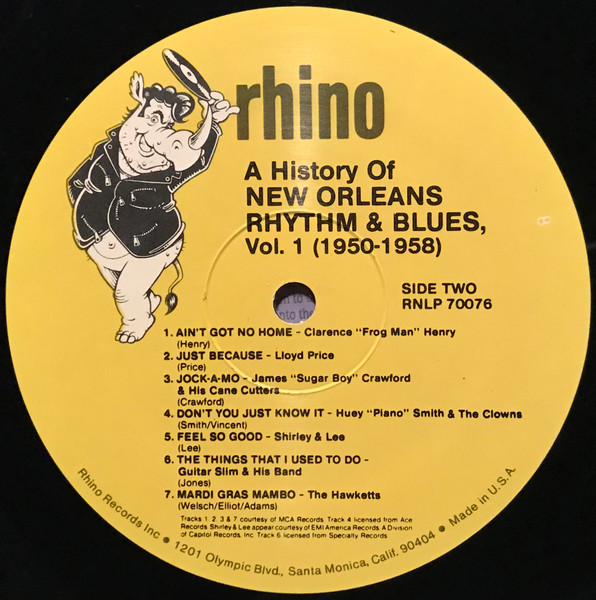 rhino
A History Of
NEW ORLEANS
RHYTHM & BLUES,
Vol. 1 (1950-1958)
SIDE TWO
RNLP 70076
1. AIN'T GOT NO HOME - Clarence "Frog Man" Henry
(Henry)
2. JUST BECAUSE - Lloyd Price
(Price)
3. JOCK-A-MO - James "Sugar Boy" Crawford
& His Cane Cutters
(Crawford)
4. DON'T YOU JUST KNOW IT - Huey "Piano" Smith & The Clowns
(Smith/Vincent)
5. FEEL SO GOOD - Shirley & Lee
(Lee)
6. THE THINGS THAT I USED TO DO -
Guitar Slim & His Band
(Jones)
7. MARDI GRAS MAMBO - The Hawketts
(Welsch/Elliot/Adams)
Tracks 1, 2, 3 & 7 courtesy of MCA Records. Track 4 licensed from Ace
Records. Shirley & Lee appear courtesy of EMI America Records. A Division
of Capitol Records, Inc. Track 6 licensed from Specialty Records.
Rhino Records Inc • 1201 Olympic Blvd., Santa Monica, Calif. 90404 • Made in U.S.A.